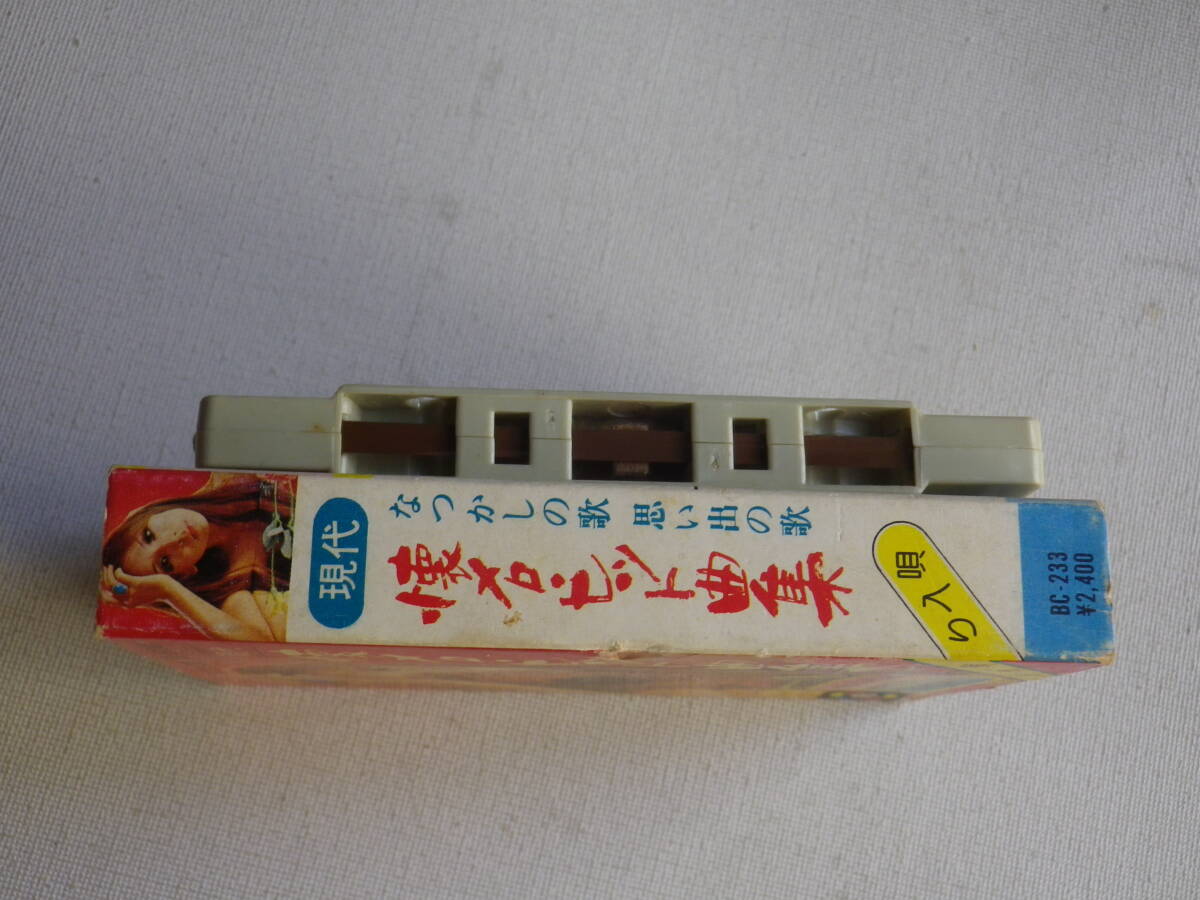 現代
なつかしの歌 思い出の歌
懐メロ・ヒット曲集
唄入り
BC-233
¥2,400